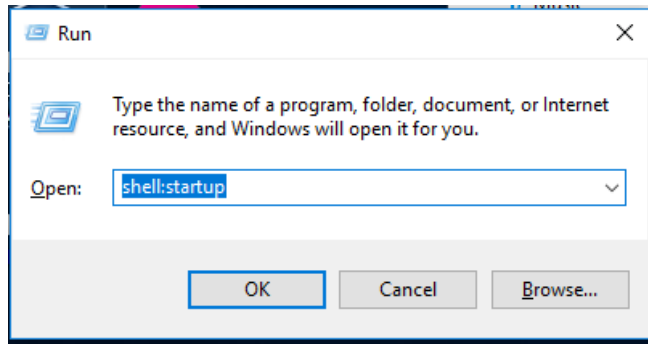 Run
Type the name of a program, folder, document, or Internet
resource, and Windows will open it for you.
Open:
shell:startup
OK
Cancel
Browse...